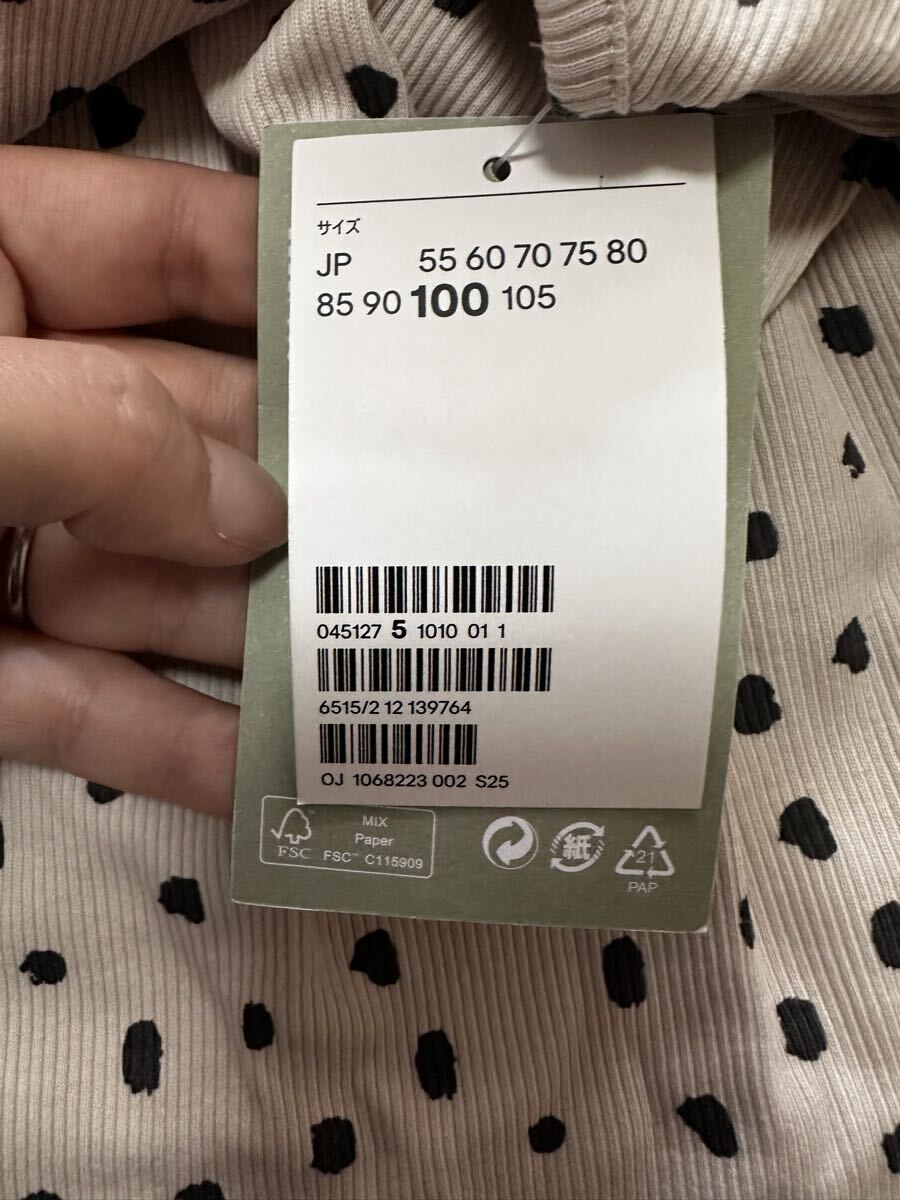 サイズ
JP 55 60 70 75 80
85 90 100 105
045127 5 1010 01 1
6515/2 12 139764
OJ 1068223 002 S25
MIX
Paper
FSC FSC™ C115909
紙
21
PAP